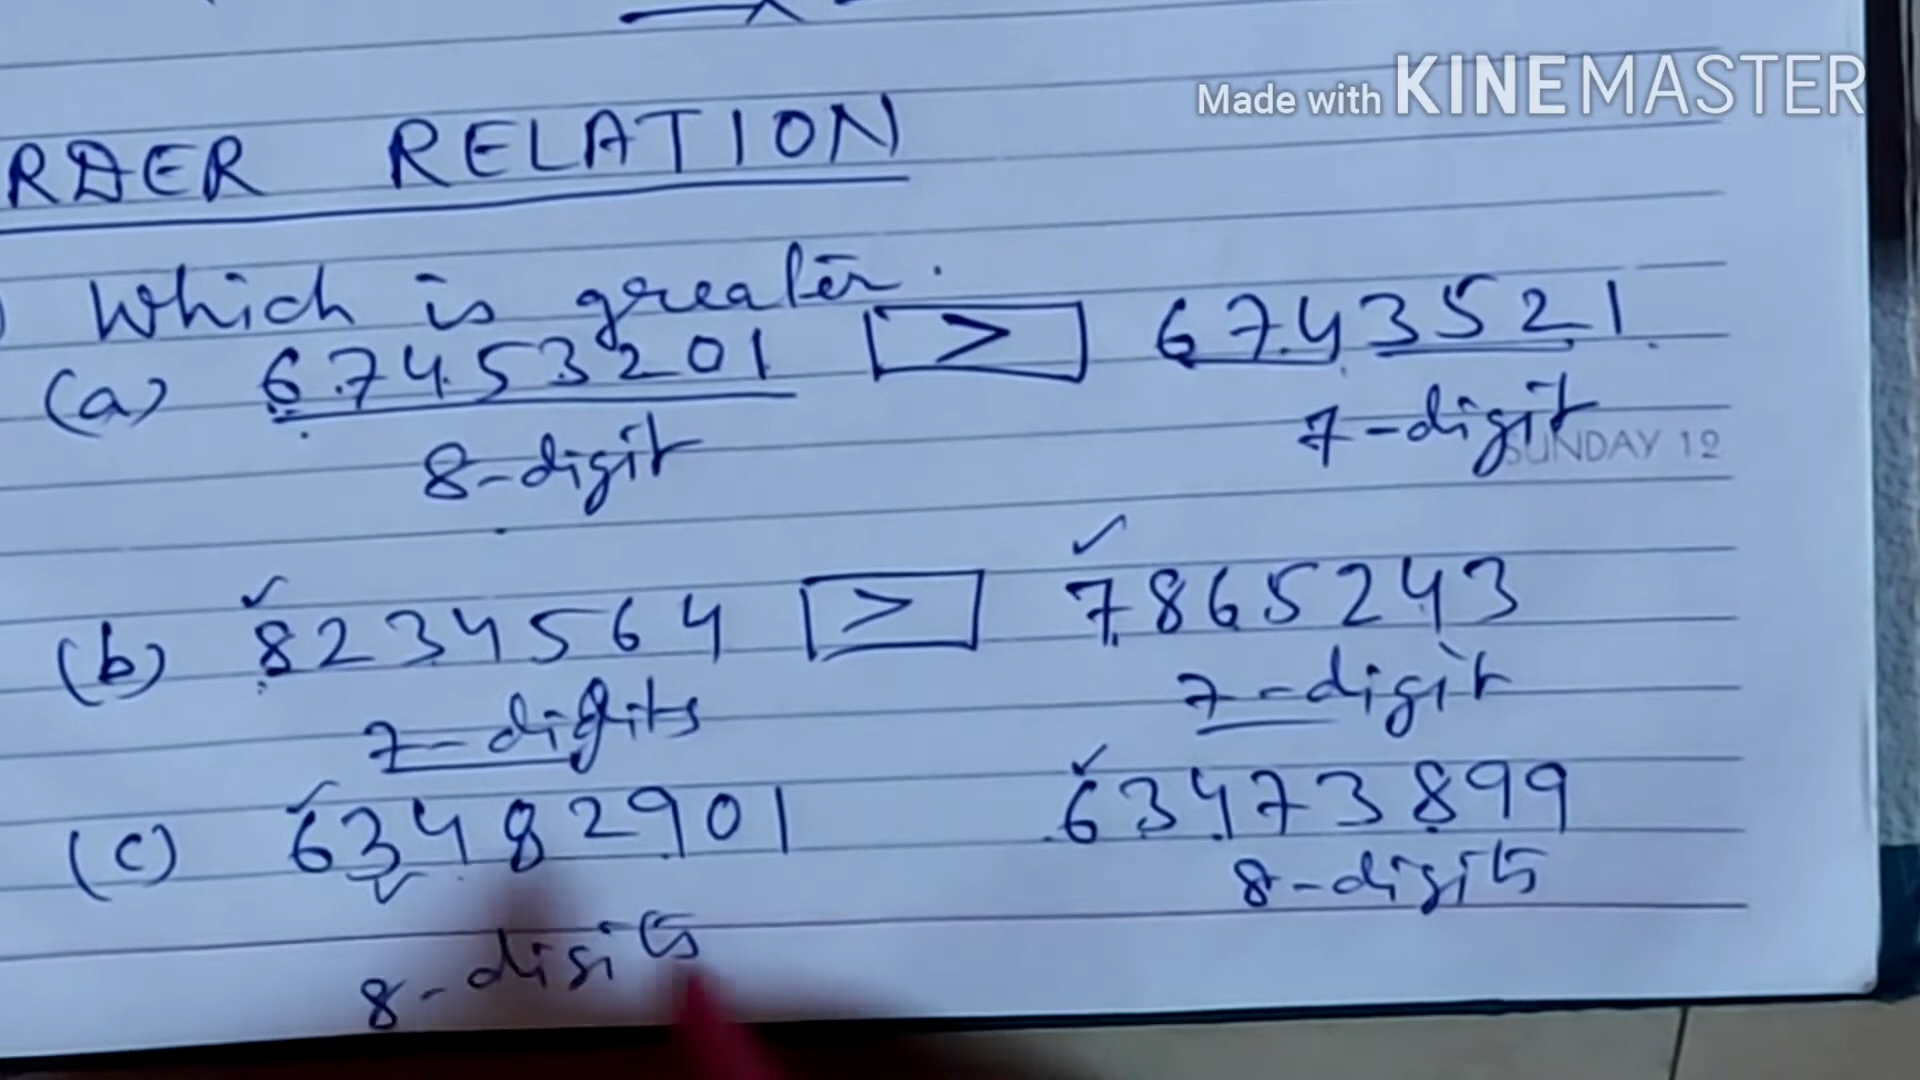 Made with KINEMASTER
RDER RELATION
Which is greater.
(a) 67453201 > 6743521
8-digit 7-digit
SUNDAY 12
(b) 8234564 > 7865243
7-digits 7-digit
(c) 63482901 63473899
8-digits 8-digits